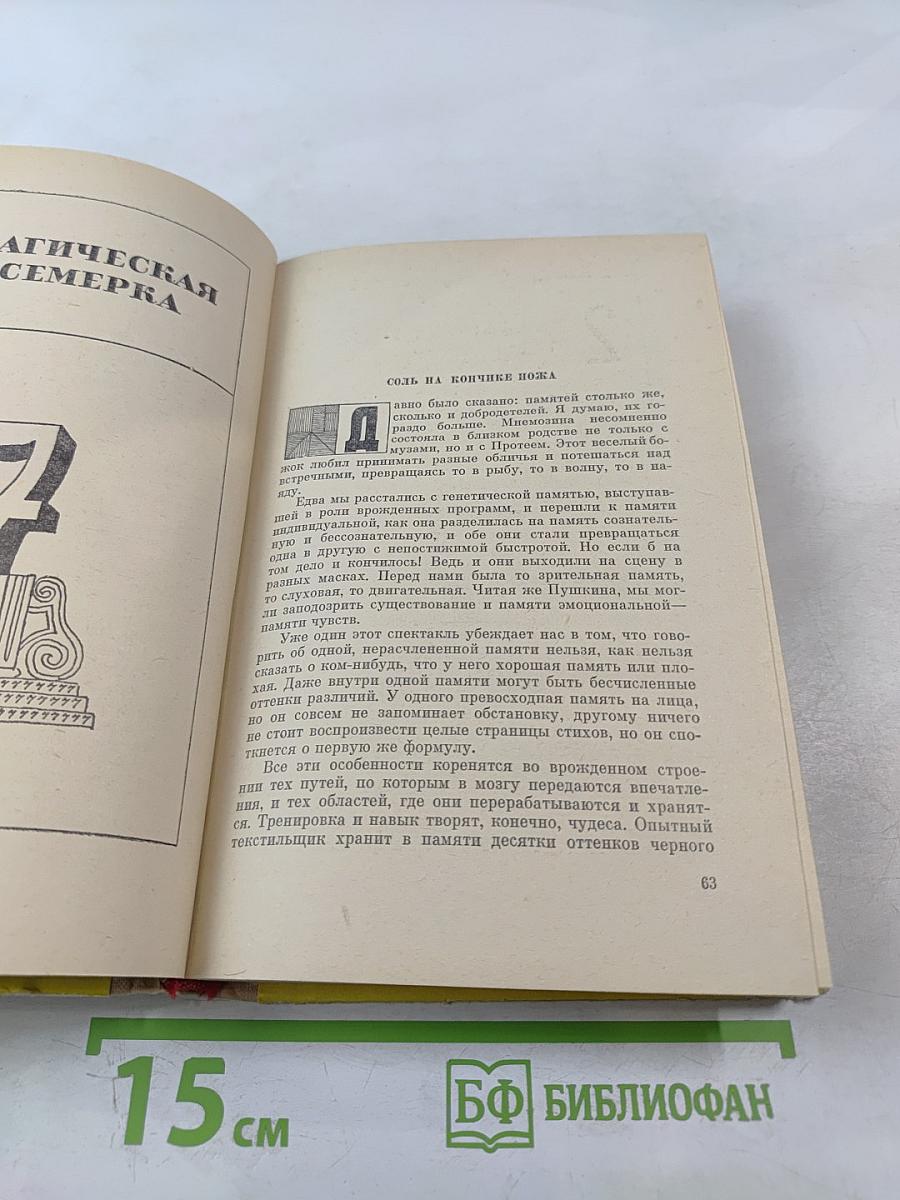 АГИЧЕСКАЯ
СЕМЕРКА
7
СОЛЬ НА КОНЧИКЕ НОЖА
Давно было сказано: памятей столько же,
сколько и добродетелей. Я думаю, их го-
раздо больше. Мнемозина несомненно
состояла в близком родстве не только с
музами, но и с Протеем. Этот веселый бо-
жок любил принимать разные обличья и потешаться над
встречными, превращаясь то в рыбу, то в волну, то в на-
яду.
Едва мы расстались с генетической памятью, выступав-
шей в роли врожденных программ, и перешли к памяти
индивидуальной, как она разделилась на память сознатель-
ную и бессознательную, и обе они стали превращаться
одна в другую с непостижимой быстротой. Но если б на
том дело и кончилось! Ведь и они выходили на сцену в
разных масках. Перед нами была то зрительная память,
то слуховая, то двигательная. Читая же Пушкина, мы мог-
ли заподозрить существование и памяти эмоциональной—
памяти чувств.
Уже один этот спектакль убеждает нас в том, что гово-
рить об одной, нерасчлененной памяти нельзя, как нельзя
сказать о ком-нибудь, что у него хорошая память или пло-
хая. Даже внутри одной памяти могут быть бесчисленные
оттенки различий. У одного превосходная память на лица,
но он совсем не запоминает обстановку, другому ничего
не стоит воспроизвести целые страницы стихов, но он спо-
ткнется о первую же формулу.
Все эти особенности коренятся во врожденном строе-
нии тех путей, по которым в мозгу передаются впечатле-
ния, и тех областей, где они перерабатываются и хранят-
ся. Тренировка и навык творят, конечно, чудеса. Опытный
текстильщик хранит в памяти десятки оттенков черного
63
15 см
БФ БИБЛИОФАН